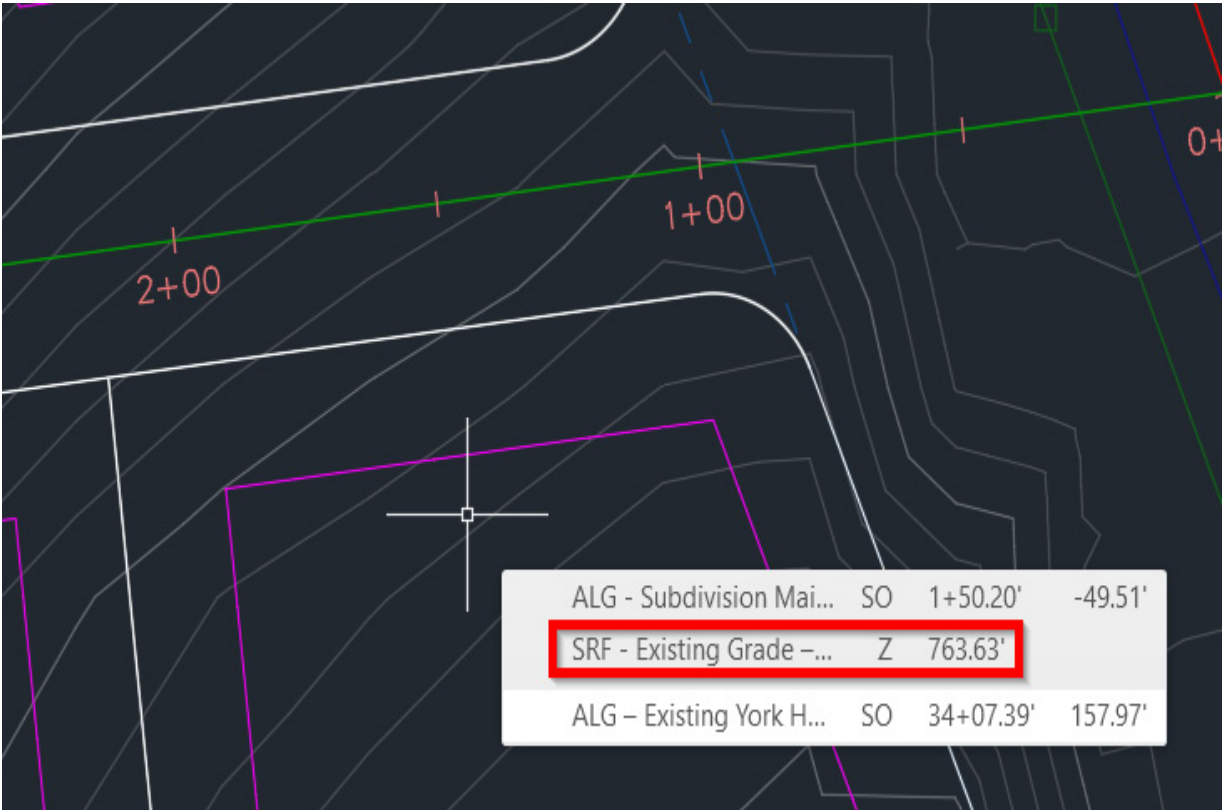 0+
1+00
2+00
ALG - Subdivision Mai... SO 1+50.20' -49.51'
SRF - Existing Grade –... Z 763.63'
ALG – Existing York H... SO 34+07.39' 157.97'